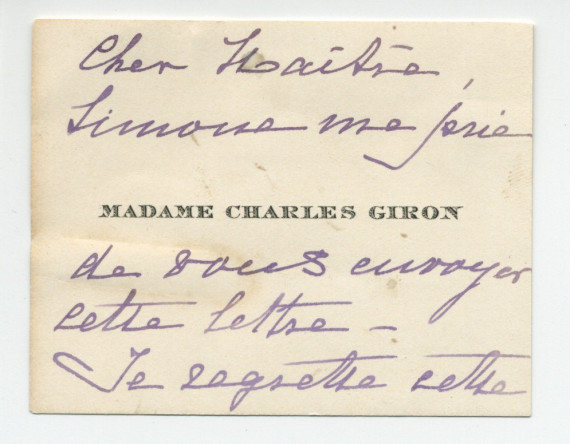 Cher Maître,
Simone me prie
MADAME CHARLES GIRON
de vous envoyer
cette lettre —
Je regrette cette